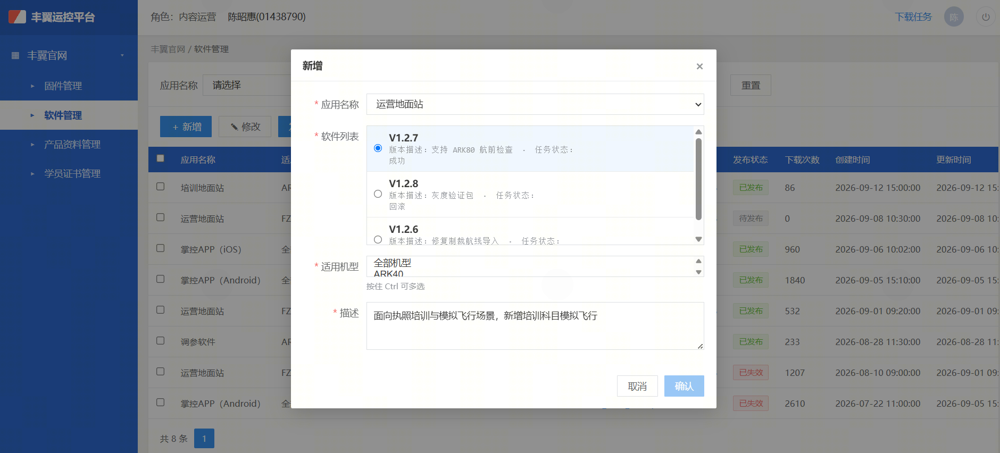 丰翼运控平台
角色：内容运营 陈昭惠(01438790)
下载任务
陈
丰翼官网
固件管理
软件管理
产品资料管理
学员证书管理
丰翼官网 / 软件管理
应用名称 请选择
重置
+ 新增
修改
应用名称
发布状态 下载次数 创建时间 更新时间
培训地面站 AR 已发布 86 2026-09-12 15:00:00 2026-09-12 15:
运营地面站 FZ 待发布 0 2026-09-08 10:30:00 2026-09-08 10:
掌控APP（iOS） 全 已发布 960 2026-09-06 10:02:00 2026-09-06 10:
掌控APP（Android） 全 已发布 1840 2026-09-05 15:10:00 2026-09-05 15:
运营地面站 FZ 已发布 532 2026-09-01 09:20:00 2026-09-01 09:
调参软件 AR 已发布 233 2026-08-28 11:30:00 2026-08-28 11:
运营地面站 FZ 已失效 1207 2026-08-10 09:00:00 2026-09-01 09:
掌控APP（Android） 全 已失效 2610 2026-07-22 11:00:00 2026-09-05 15:
共 8 条 1
新增
×
* 应用名称 运营地面站
* 软件列表
V1.2.7
版本描述：支持 ARK80 航前检查 · 任务状态：
成功
V1.2.8
版本描述：灰度验证包 · 任务状态：
回滚
V1.2.6
版本描述：修复制裁航线导入 · 任务状态：
* 适用机型
全部机型
ARK40
按住 Ctrl 可多选
* 描述
面向执照培训与模拟飞行场景，新增培训科目模拟飞行
取消
确认